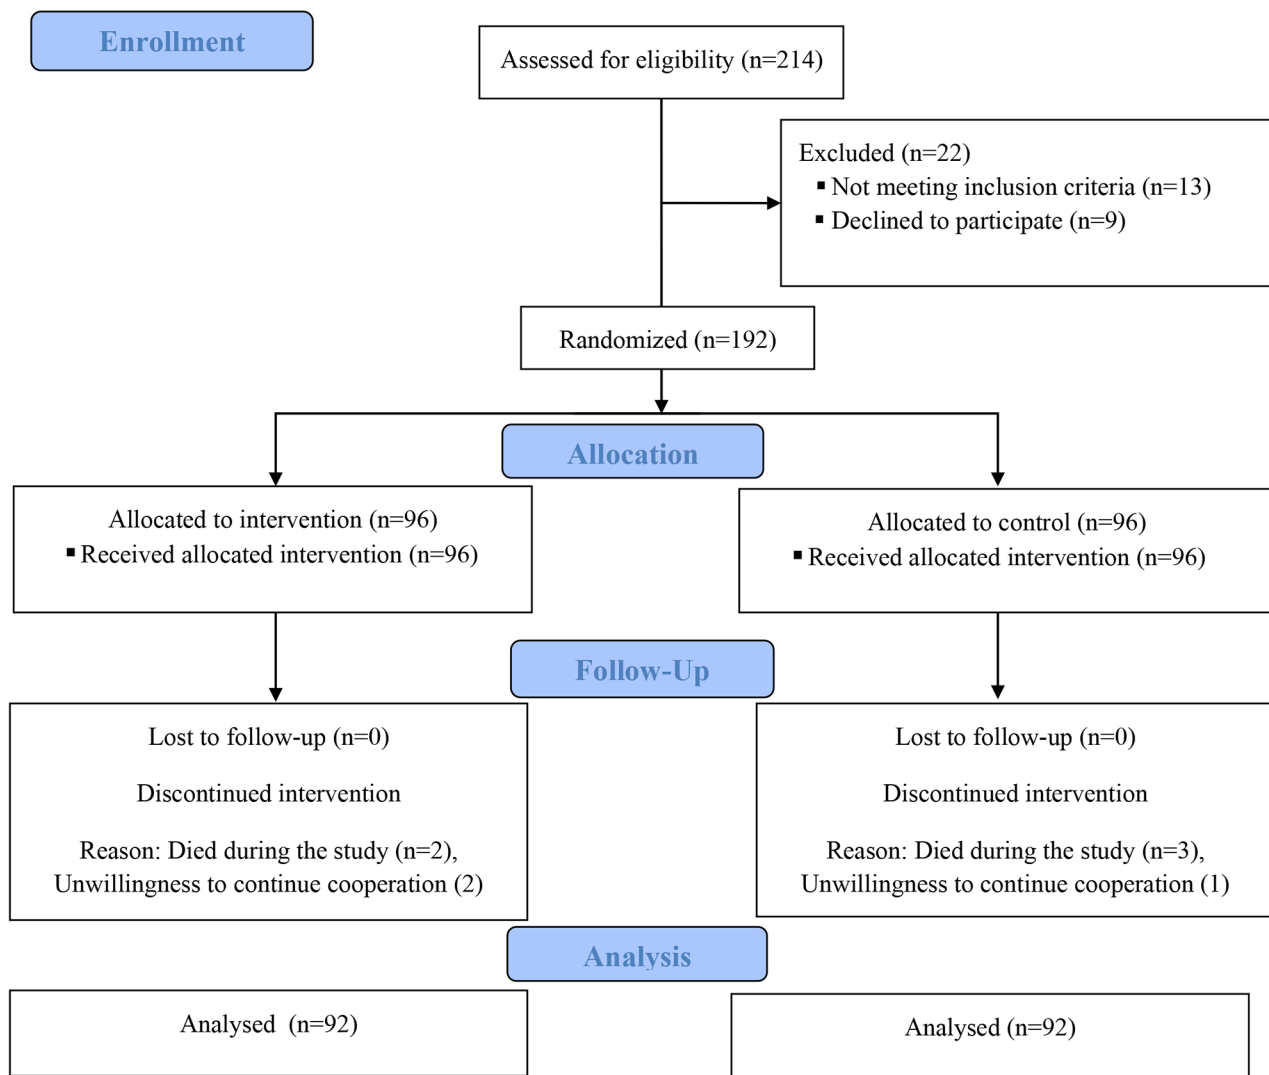 Enrollment
Assessed for eligibility (n=214)
Excluded (n=22)
▪ Not meeting inclusion criteria (n=13)
▪ Declined to participate (n=9)
Randomized (n=192)
Allocation
Allocated to intervention (n=96)
▪ Received allocated intervention (n=96)
Allocated to control (n=96)
▪ Received allocated intervention (n=96)
Follow-Up
Lost to follow-up (n=0)
Discontinued intervention
Reason: Died during the study (n=2),
Unwillingness to continue cooperation (2)
Lost to follow-up (n=0)
Discontinued intervention
Reason: Died during the study (n=3),
Unwillingness to continue cooperation (1)
Analysis
Analysed (n=92)
Analysed (n=92)